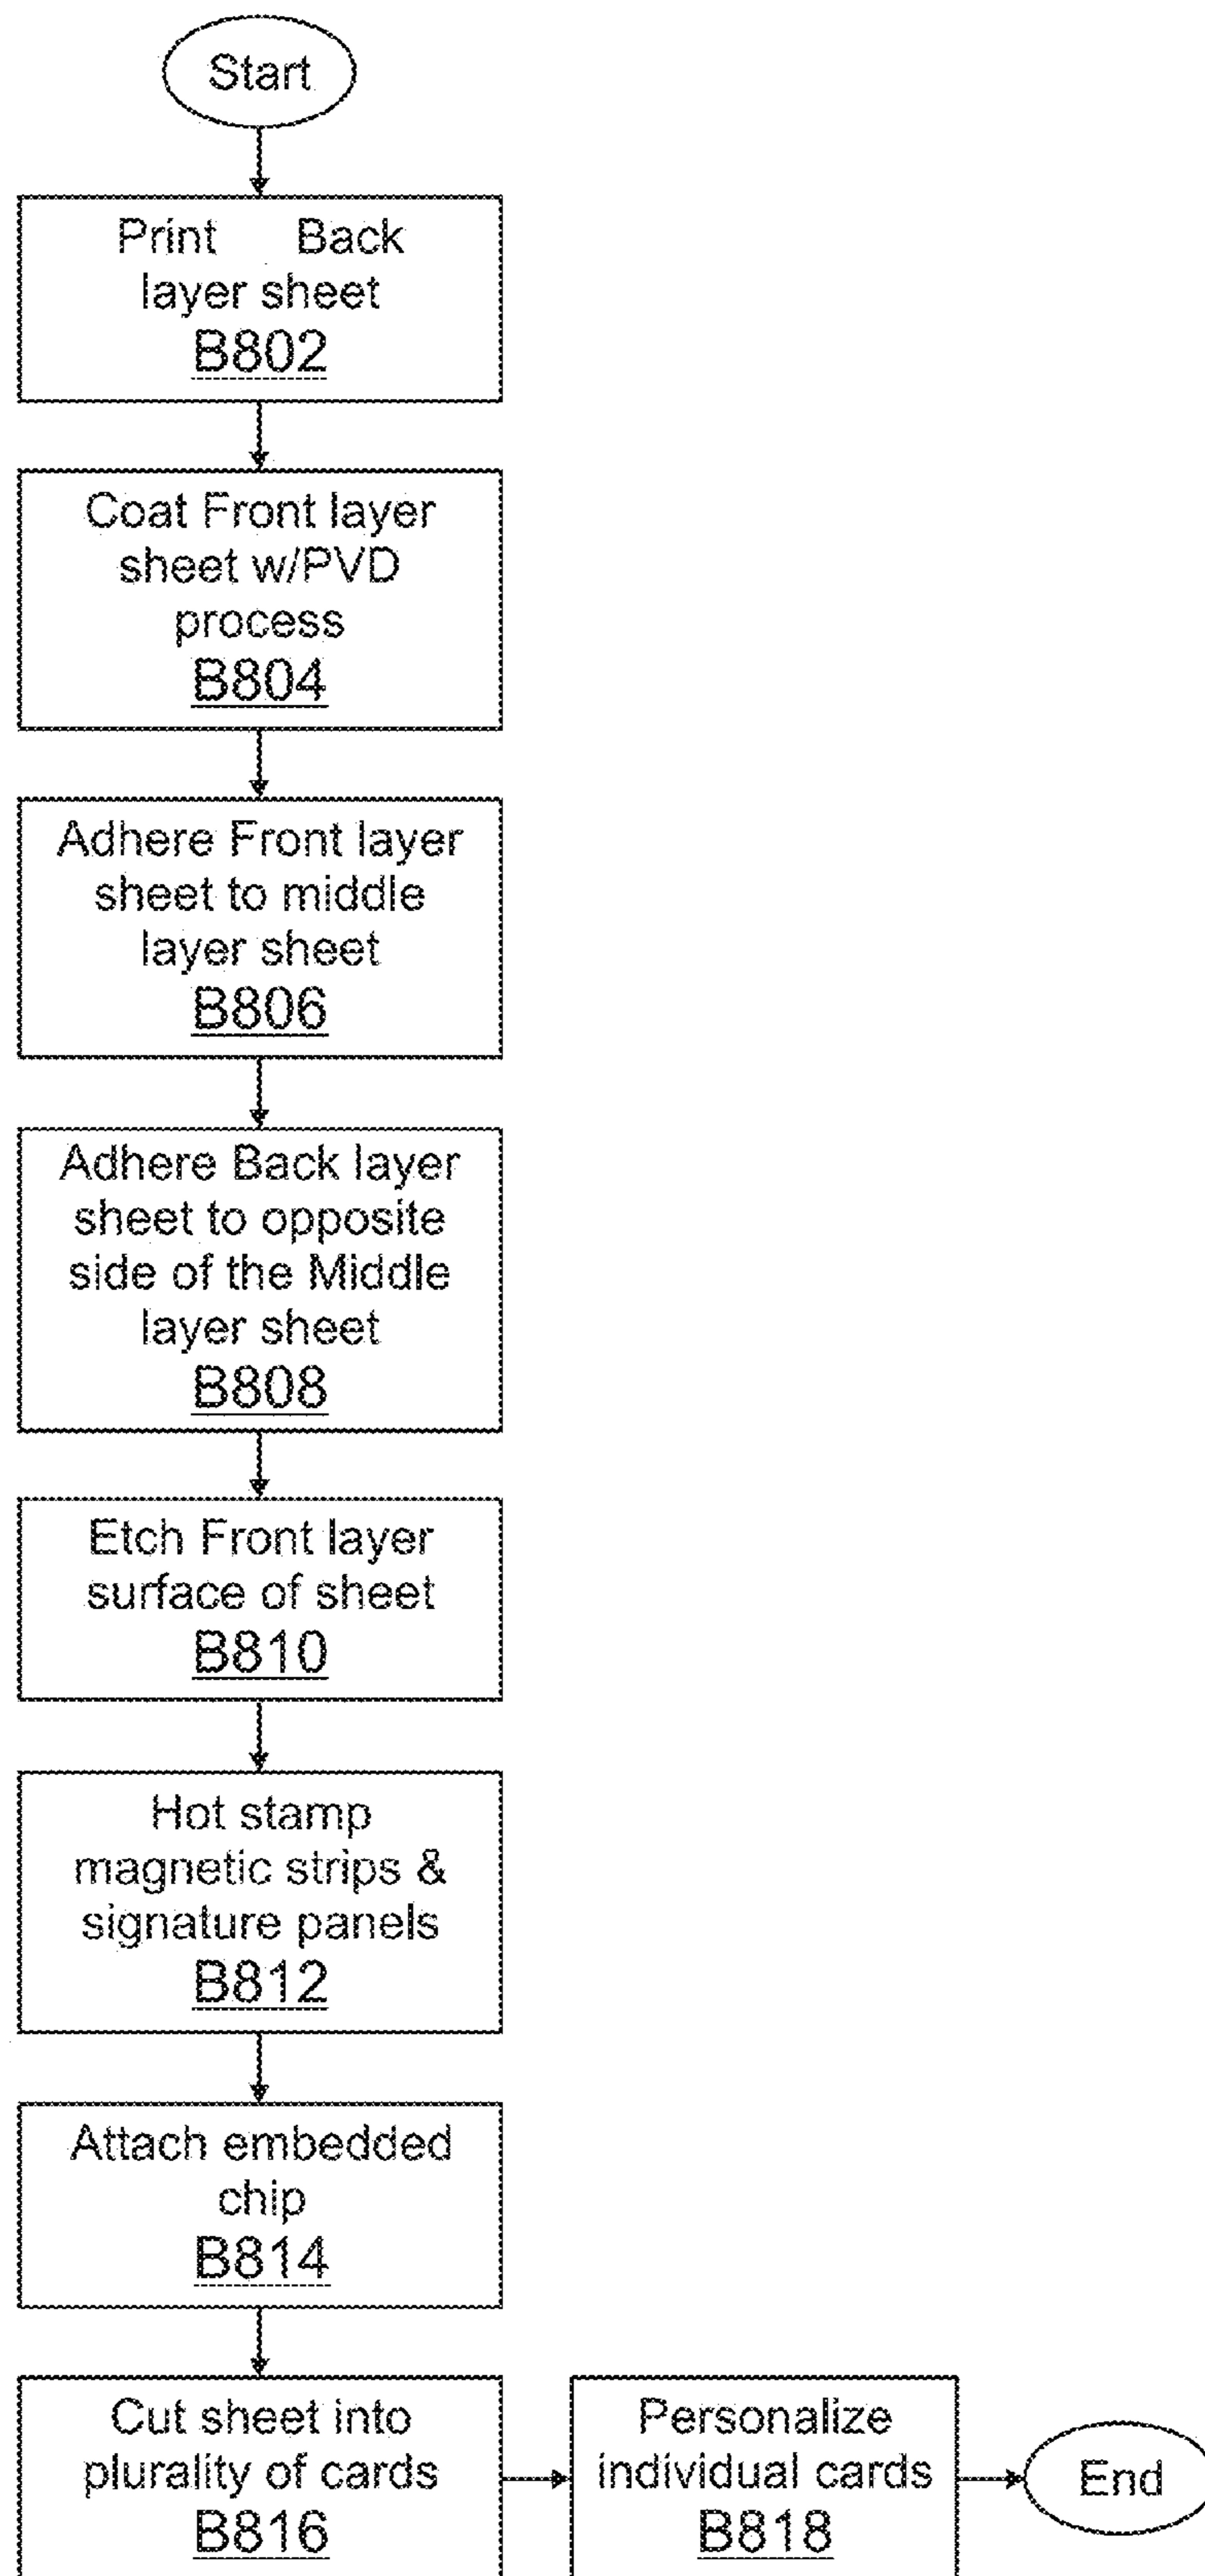 Start
Print Back
layer sheet
B802
Coat Front layer
sheet w/PVD
process
B804
Adhere Front layer
sheet to middle
layer sheet
B806
Adhere Back layer
sheet to opposite
side of the Middle
layer sheet
B808
Etch Front layer
surface of sheet
B810
Hot stamp
magnetic strips &
signature panels
B812
Attach embedded
chip
B814
Cut sheet into
plurality of cards
B816
Personalize
individual cards
B818
End